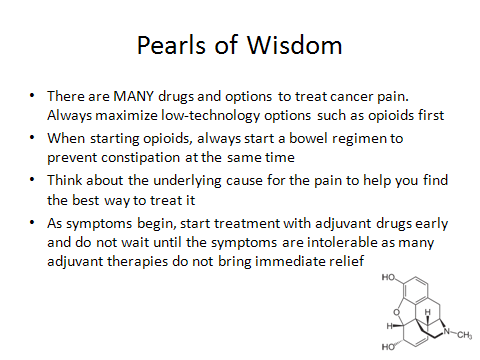 Pearls of Wisdom
• There are MANY drugs and options to treat cancer pain.
Always maximize low-technology options such as opioids first
• When starting opioids, always start a bowel regimen to
prevent constipation at the same time
• Think about the underlying cause for the pain to help you find
the best way to treat it
• As symptoms begin, start treatment with adjuvant drugs early
and do not wait until the symptoms are intolerable as many
adjuvant therapies do not bring immediate relief
HO
O H
H N CH₃
HO